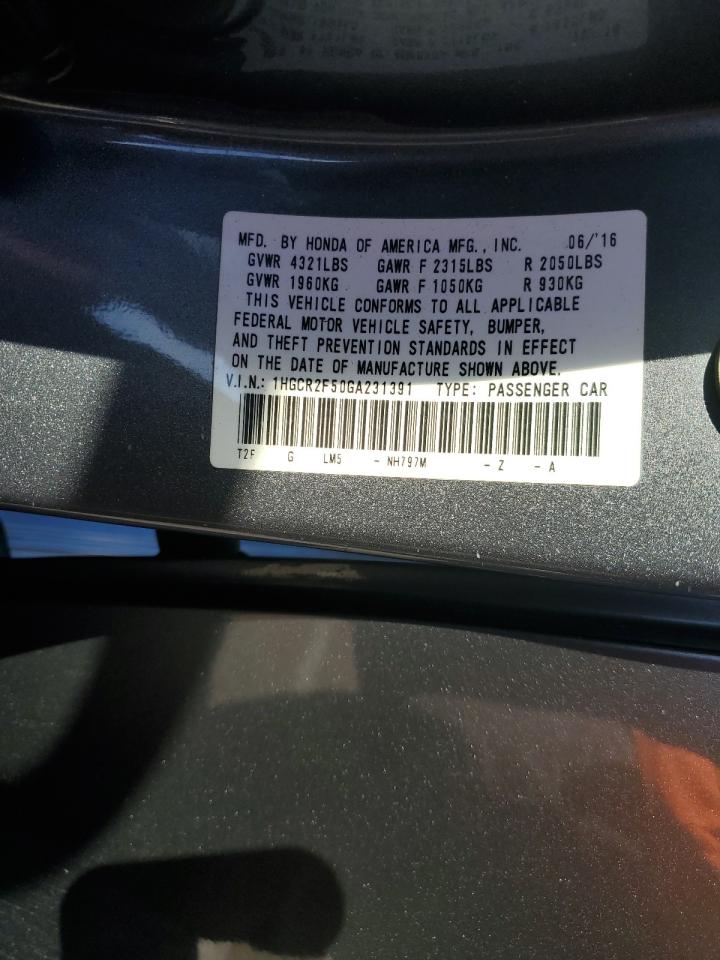 MFD. BY HONDA OF AMERICA MFG., INC. 06/'16
GVWR 4321LBS GAWR F 2315LBS R 2050LBS
GVWR 1960KG GAWR F 1050KG R 930KG
THIS VEHICLE CONFORMS TO ALL APPLICABLE
FEDERAL MOTOR VEHICLE SAFETY, BUMPER,
AND THEFT PREVENTION STANDARDS IN EFFECT
ON THE DATE OF MANUFACTURE SHOWN ABOVE.
V.I.N.: 1HGCR2F50GA231391 TYPE: PASSENGER CAR
T2F G LM5 - NH797M - Z - A